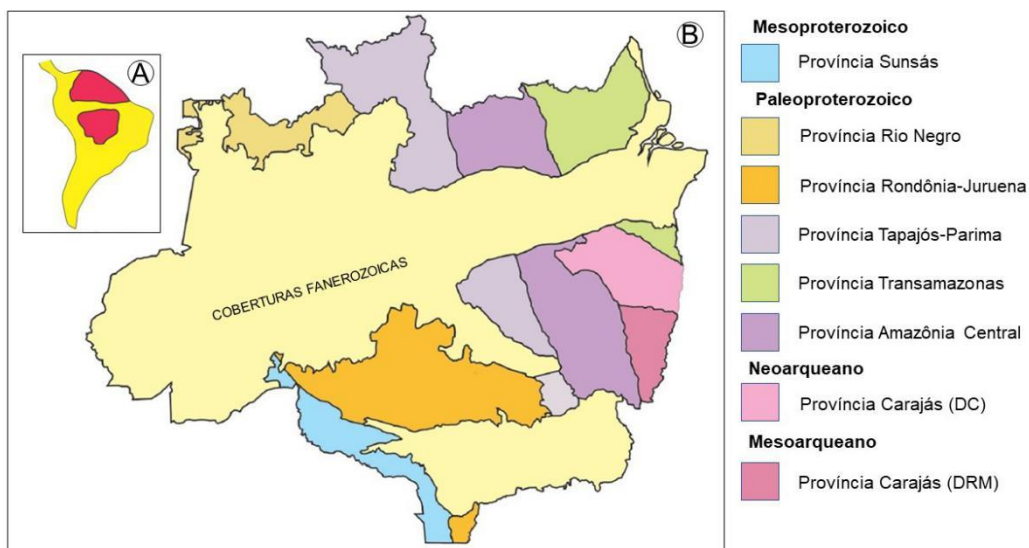 A
B
COBERTURAS FANEROZOICAS
Mesoproterozoico
Província Sunsás
Paleoproterozoico
Província Rio Negro
Província Rondônia-Juruena
Província Tapajós-Parima
Província Transamazonas
Província Amazônia Central
Neoarqueano
Província Carajás (DC)
Mesoarqueano
Província Carajás (DRM)